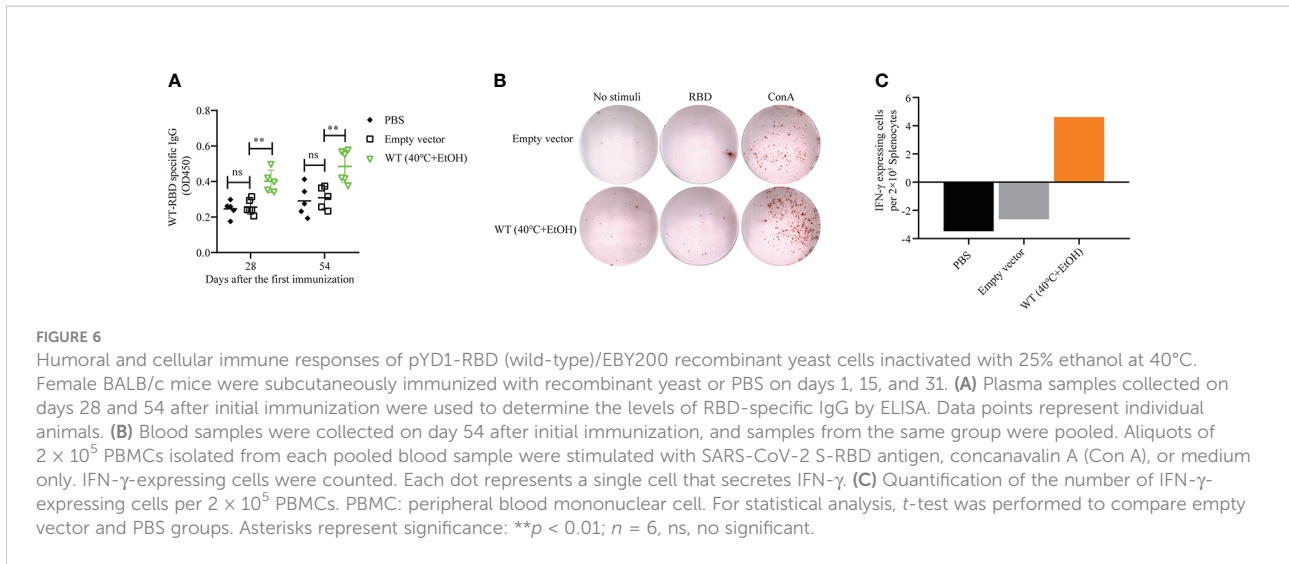 A
B
C
PBS
Empty vector
WT (40°C+EtOH)
WT-RBD specific IgG
(OD450)
0.8
0.6
0.4
0.2
0.0
ns
**
ns
**
28
54
Days after the first immunization
No stimuli
RBD
ConA
Empty vector
WT (40°C+EtOH)
IFN-γ expressing cells
per 2×10⁵ Splenocytes
6
4
2
0
-2
-4
PBS
Empty vector
WT (40°C+EtOH)
FIGURE 6
Humoral and cellular immune responses of pYD1-RBD (wild-type)/EBY200 recombinant yeast cells inactivated with 25% ethanol at 40°C.
Female BALB/c mice were subcutaneously immunized with recombinant yeast or PBS on days 1, 15, and 31. (A) Plasma samples collected on
days 28 and 54 after initial immunization were used to determine the levels of RBD-specific IgG by ELISA. Data points represent individual
animals. (B) Blood samples were collected on day 54 after initial immunization, and samples from the same group were pooled. Aliquots of
2 × 10⁵ PBMCs isolated from each pooled blood sample were stimulated with SARS-CoV-2 S-RBD antigen, concanavalin A (Con A), or medium
only. IFN-γ-expressing cells were counted. Each dot represents a single cell that secretes IFN-γ. (C) Quantification of the number of IFN-γ-
expressing cells per 2 × 10⁵ PBMCs. PBMC: peripheral blood mononuclear cell. For statistical analysis, t-test was performed to compare empty
vector and PBS groups. Asterisks represent significance: **p < 0.01; n = 6, ns, no significant.